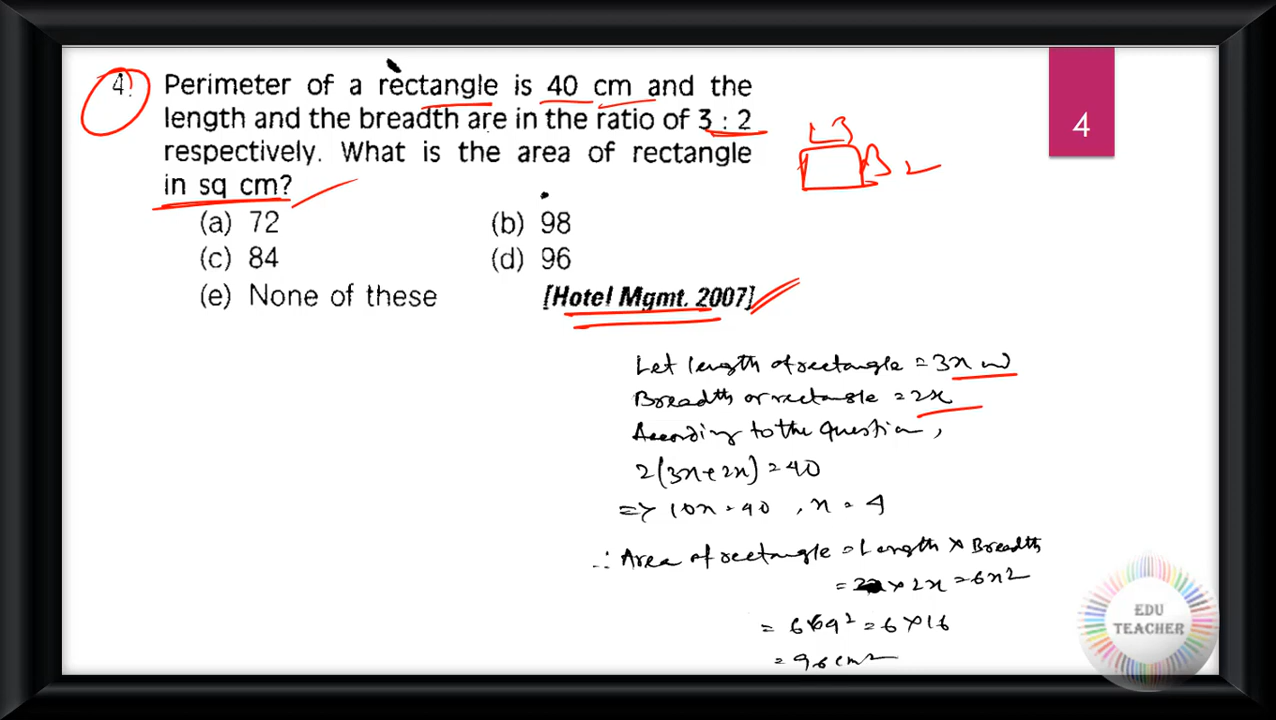 4
4. Perimeter of a rectangle is 40 cm and the
length and the breadth are in the ratio of 3 : 2
respectively. What is the area of rectangle
in sq cm?
(a) 72 (b) 98
(c) 84 (d) 96
(e) None of these [Hotel Mgmt. 2007]
L 3
B 2
Let length of rectangle = 3x
Breadth of rectangle = 2x
According to the question,
2(3x+2x) = 40
=> 10x = 40 , x = 4
∴ Area of rectangle = Length × Breadth
= × 2x = 6x2
= 6 × 16
= 96 cm2
EDU
TEACHER